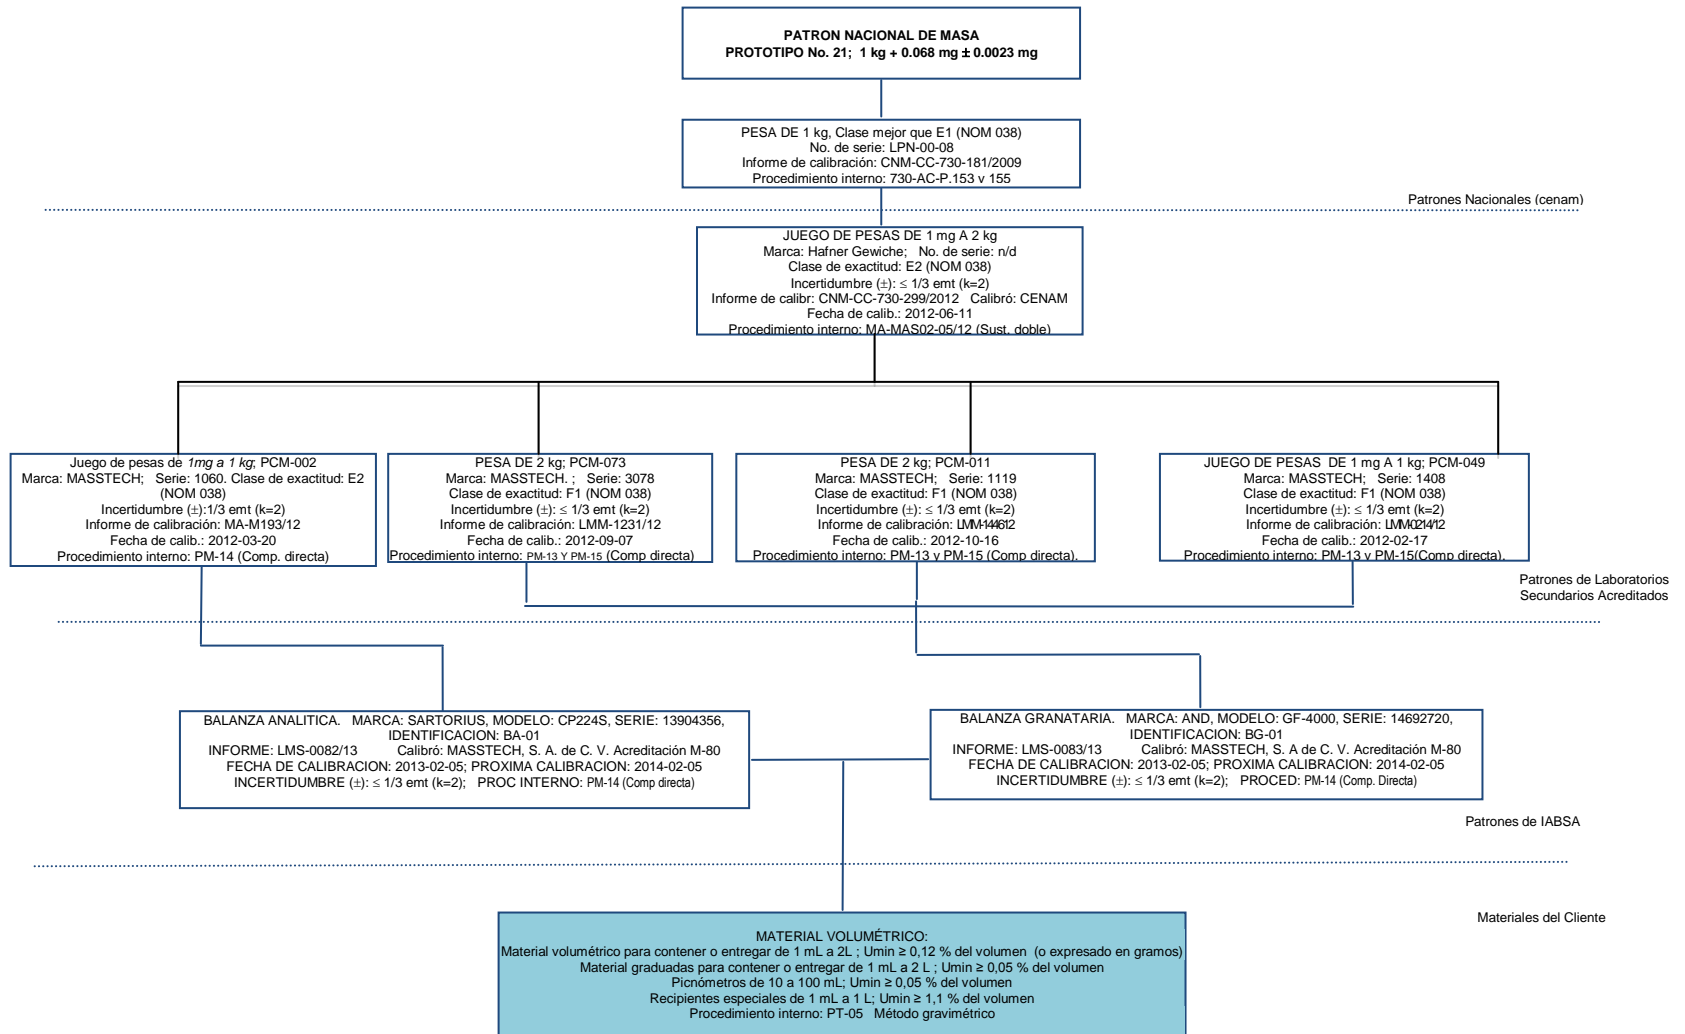 PATRON NACIONAL DE MASA
PROTOTIPO No. 21; 1 kg + 0.068 mg ± 0.0023 mg
PESA DE 1 kg, Clase mejor que E1 (NOM 038)
No. de serie: LPN-00-08
Informe de calibración: CNM-CC-730-181/2009
Procedimiento interno: 730-AC-P.153 y 155
Patrones Nacionales (cenam)
JUEGO DE PESAS DE 1 mg A 2 kg
Marca: Hafner Gewiche; No. de serie: n/d
Clase de exactitud: E2 (NOM 038)
Incertidumbre (±): ≤ 1/3 emt (k=2)
Informe de calibr: CNM-CC-730-299/2012 Calibró: CENAM
Fecha de calib.: 2012-06-11
Procedimiento interno: MA-MAS02-05/12 (Sust. doble)
Juego de pesas de 1mg a 1 kg; PCM-002
Marca: MASSTECH; Serie: 1060. Clase de exactitud: E2
(NOM 038)
Incertidumbre (±):1/3 emt (k=2)
Informe de calibración: MA-M193/12
Fecha de calib.: 2012-03-20
Procedimiento interno: PM-14 (Comp. directa)
PESA DE 2 kg; PCM-073
Marca: MASSTECH. ; Serie: 3078
Clase de exactitud: F1 (NOM 038)
Incertidumbre (±): ≤ 1/3 emt (k=2)
Informe de calibración: LMM-1231/12
Fecha de calib.: 2012-09-07
Procedimiento interno: PM-13 Y PM-15 (Comp directa)
PESA DE 2 kg; PCM-011
Marca: MASSTECH; Serie: 1119
Clase de exactitud: F1 (NOM 038)
Incertidumbre (±): ≤ 1/3 emt (k=2)
Informe de calibración: LMM-1446/12
Fecha de calib.: 2012-10-16
Procedimiento interno: PM-13 y PM-15 (Comp directa).
JUEGO DE PESAS DE 1 mg A 1 kg; PCM-049
Marca: MASSTECH; Serie: 1408
Clase de exactitud: F1 (NOM 038)
Incertidumbre (±): ≤ 1/3 emt (k=2)
Informe de calibración: LMM-0214/12
Fecha de calib.: 2012-02-17
Procedimiento interno: PM-13 y PM-15(Comp directa).
Patrones de Laboratorios
Secundarios Acreditados
BALANZA ANALITICA. MARCA: SARTORIUS, MODELO: CP224S, SERIE: 13904356,
IDENTIFICACION: BA-01
INFORME: LMS-0082/13 Calibró: MASSTECH, S. A. de C. V. Acreditación M-80
FECHA DE CALIBRACION: 2013-02-05; PROXIMA CALIBRACION: 2014-02-05
INCERTIDUMBRE (±): ≤ 1/3 emt (k=2); PROC INTERNO: PM-14 (Comp directa)
BALANZA GRANATARIA. MARCA: AND, MODELO: GF-4000, SERIE: 14692720,
IDENTIFICACION: BG-01
INFORME: LMS-0083/13 Calibró: MASSTECH, S. A de C. V. Acreditación M-80
FECHA DE CALIBRACION: 2013-02-05; PROXIMA CALIBRACION: 2014-02-05
INCERTIDUMBRE (±): ≤ 1/3 emt (k=2); PROCED: PM-14 (Comp. Directa)
Patrones de IABSA
Materiales del Cliente
MATERIAL VOLUMÉTRICO:
Material volumétrico para contener o entregar de 1 mL a 2L ; Umin ≥ 0,12 % del volumen (o expresado en gramos)
Material graduadas para contener o entregar de 1 mL a 2 L ; Umin ≥ 0,05 % del volumen
Picnómetros de 10 a 100 mL; Umin ≥ 0,05 % del volumen
Recipientes especiales de 1 mL a 1 L; Umin ≥ 1,1 % del volumen
Procedimiento interno: PT-05 Método gravimétrico